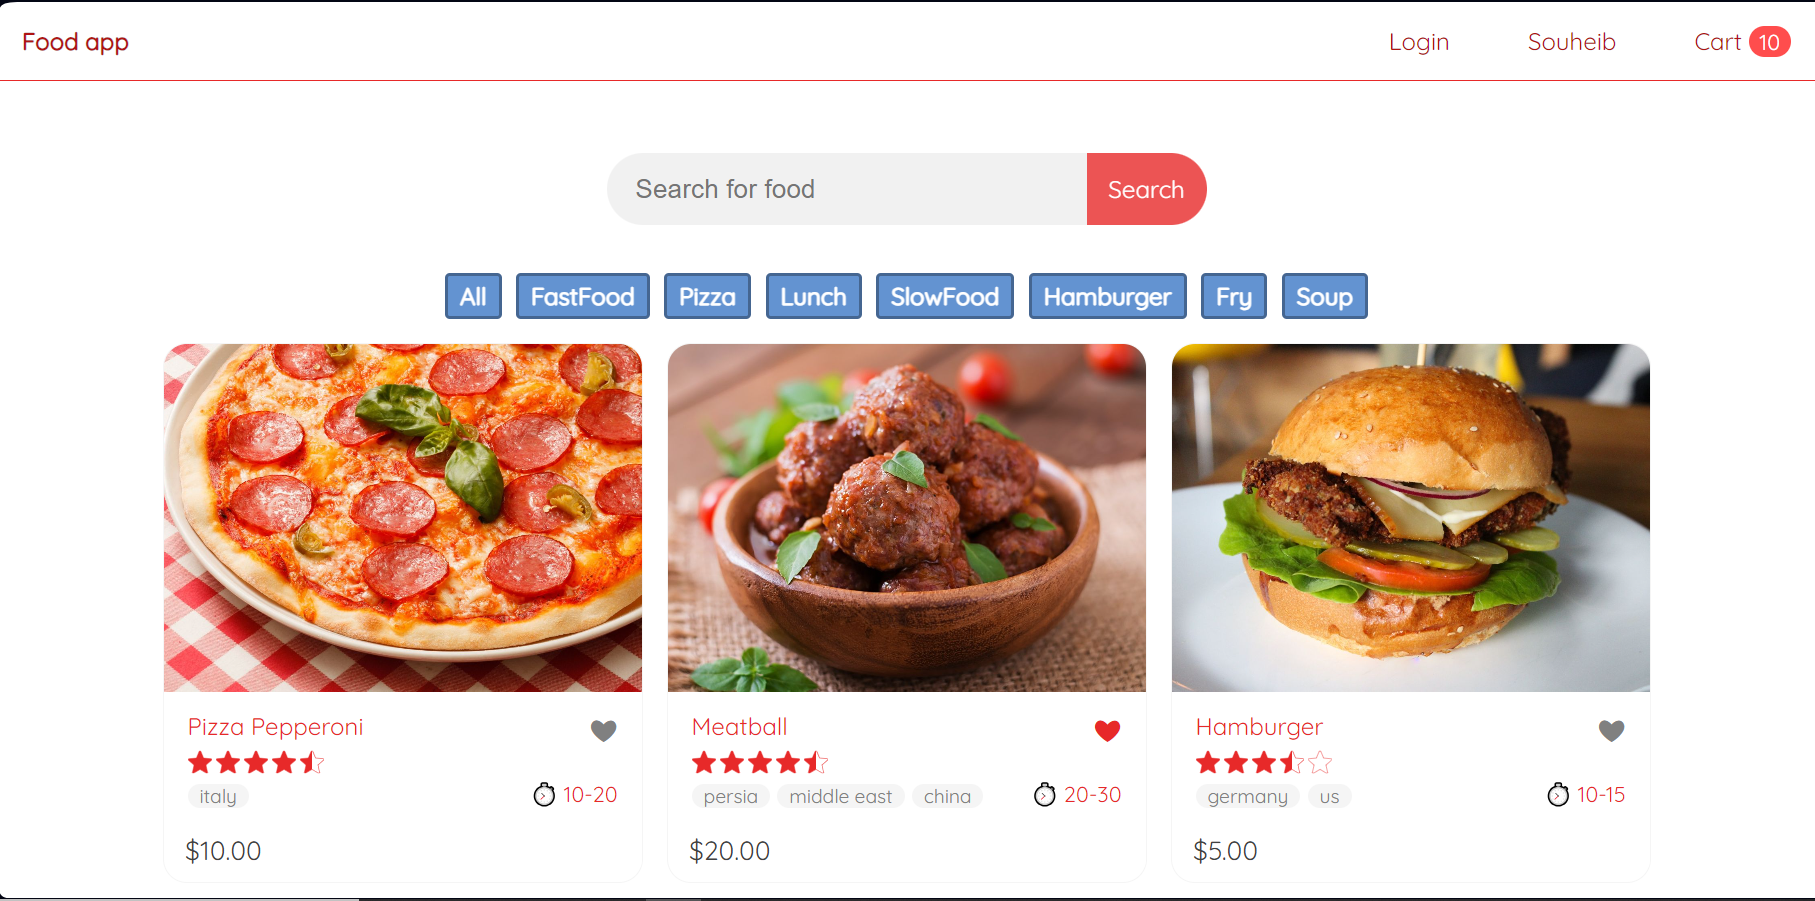 Food app Login Souheib Cart 10
Search for food Search
All FastFood Pizza Lunch SlowFood Hamburger Fry Soup
Pizza Pepperoni
italy 10-20
$10.00
Meatball
persia middle east china 20-30
$20.00
Hamburger
germany us 10-15
$5.00